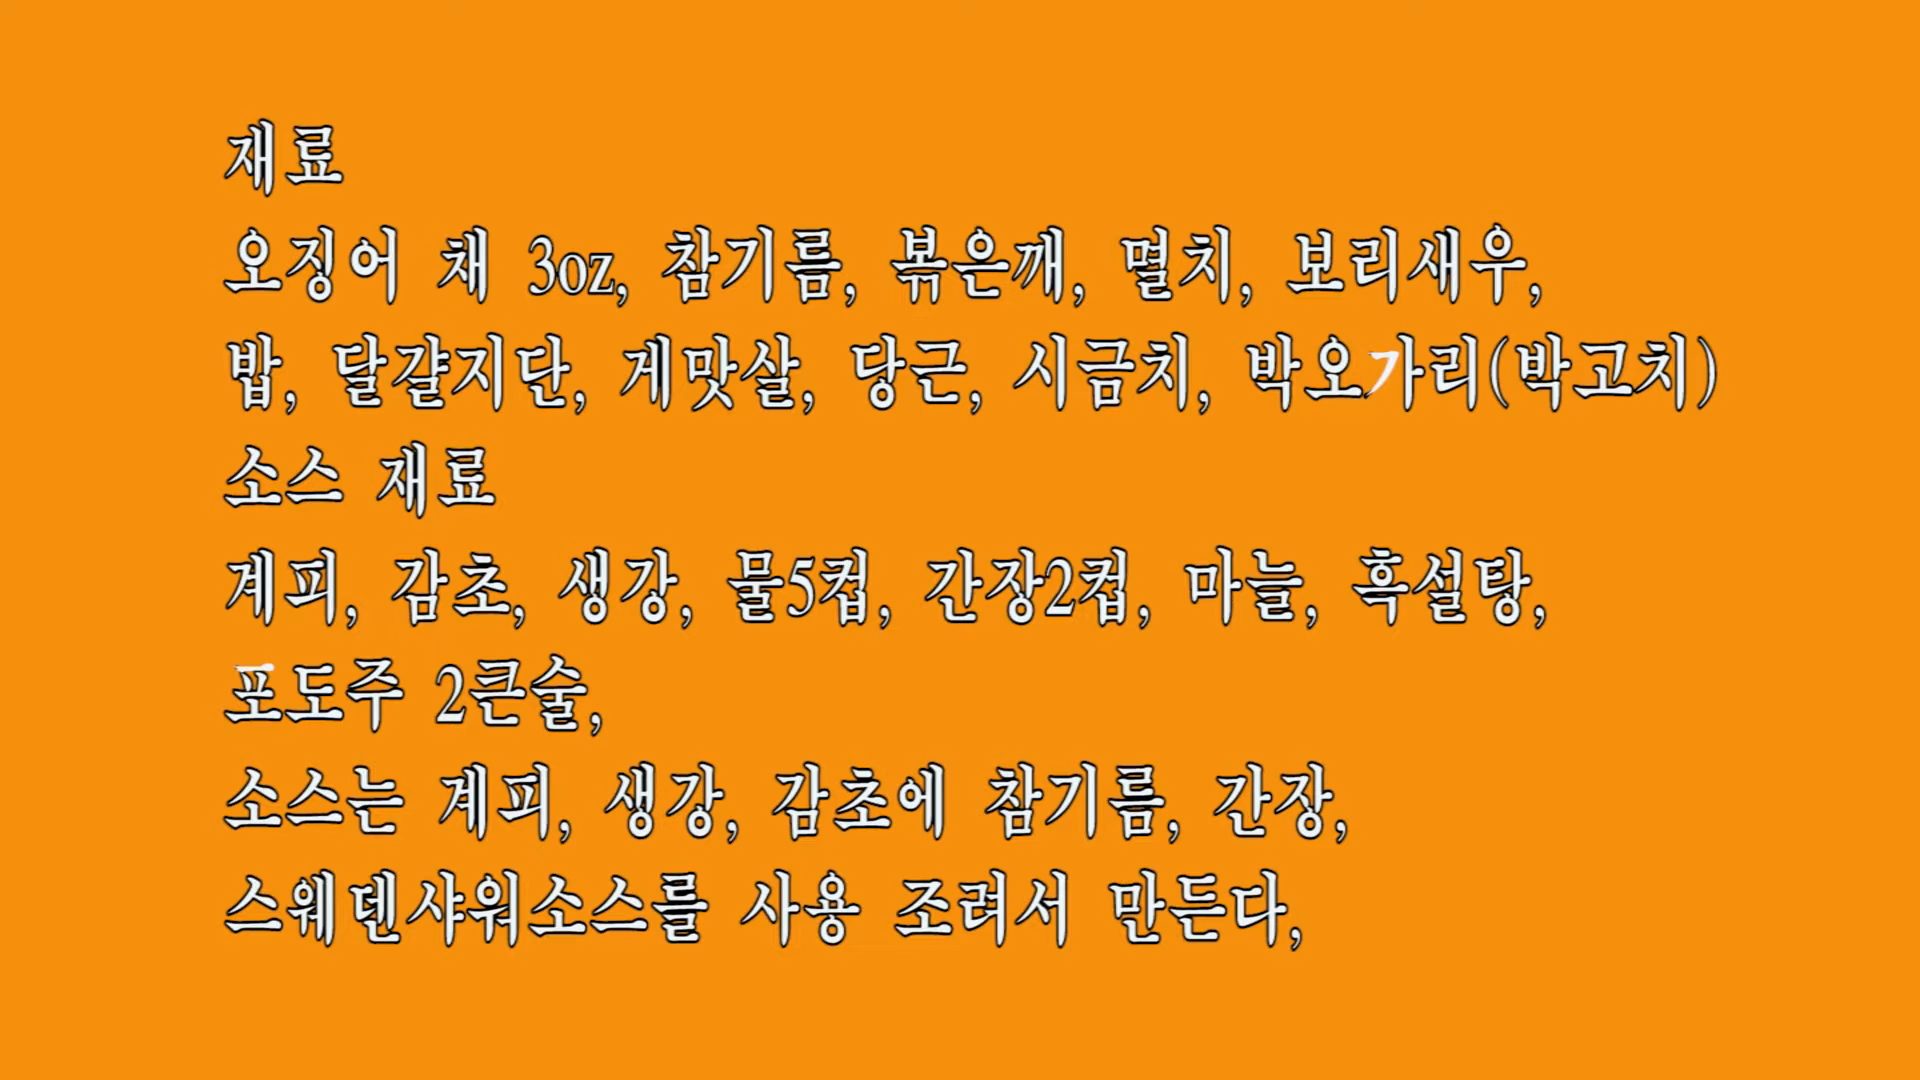 재료
오징어 채 3oz, 참기름, 볶은깨, 멸치, 보리새우,
밥, 달걀지단, 게맛살, 당근, 시금치, 박오가리(박고치)
소스 재료
계피, 감초, 생강, 물5컵, 간장2컵, 마늘, 흑설탕,
포도주 2큰술,
소스는 계피, 생강, 감초에 참기름, 간장,
스웨덴샤워소스를 사용 조려서 만든다,